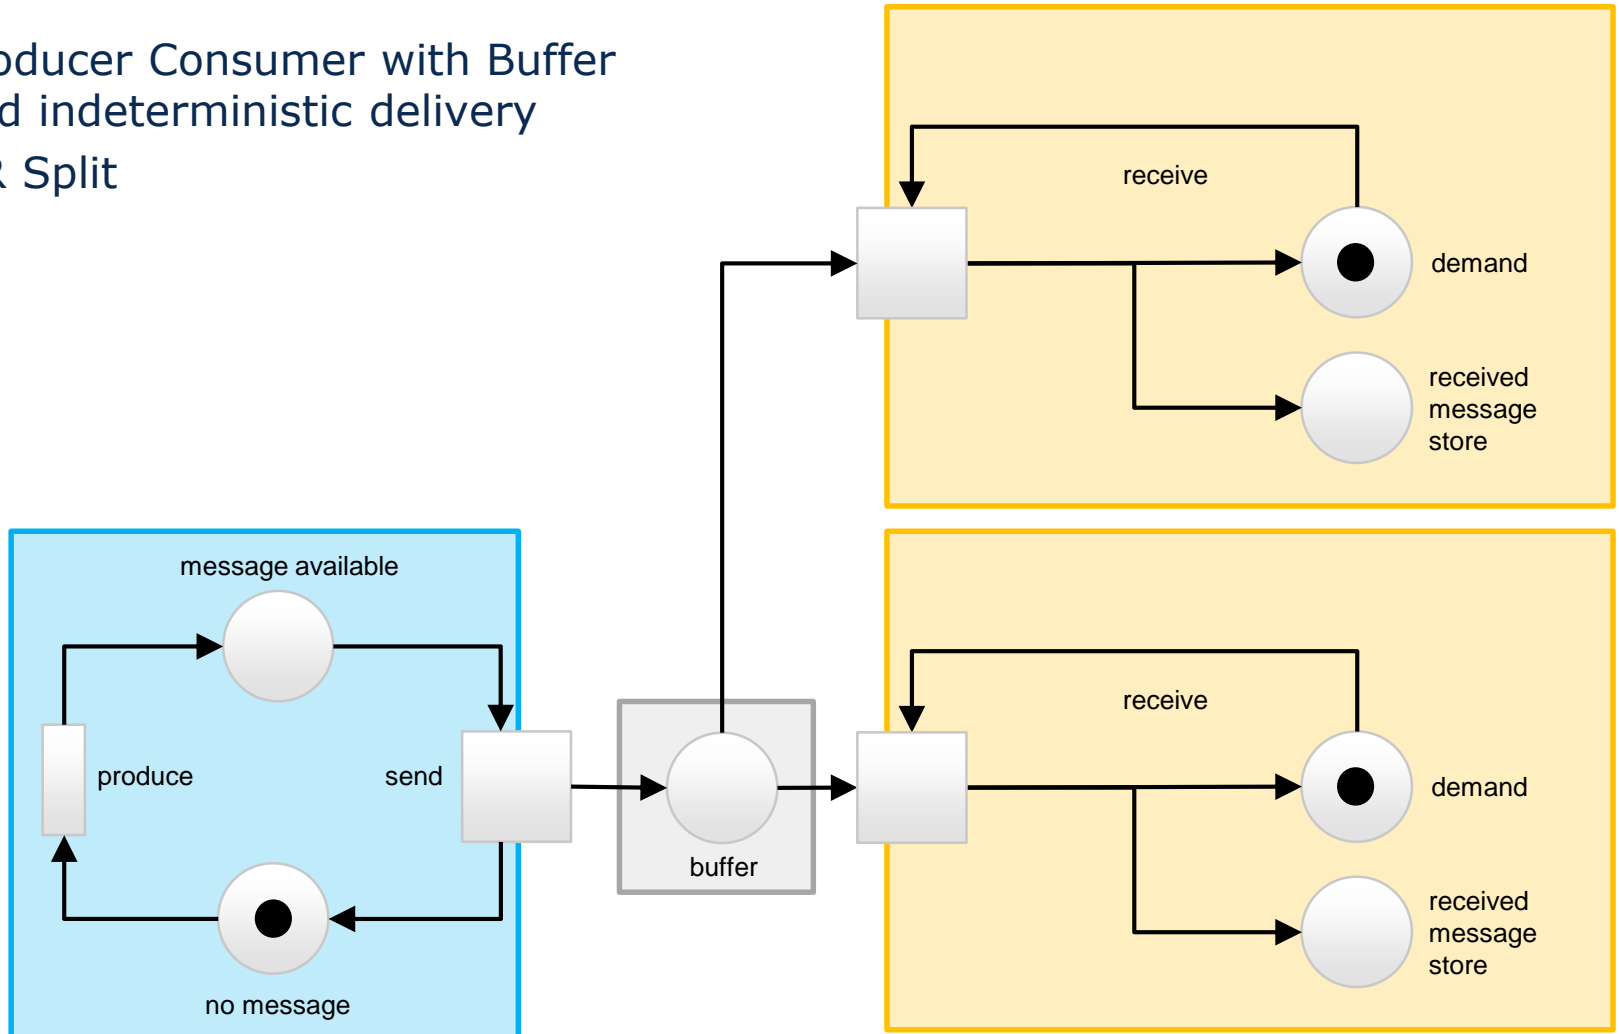 oducer Consumer with Buffer
d indeterministic delivery
R Split
receive
demand
received
message
store
message available
produce
send
no message
buffer
receive
demand
received
message
store